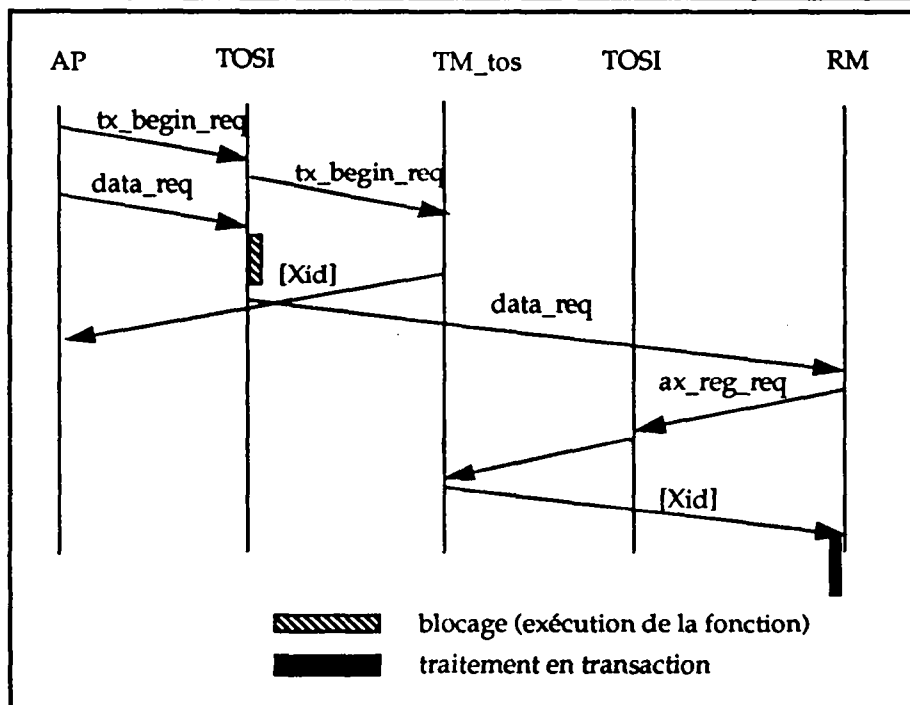 AP TOSI TM_tos TOSI RM
tx_begin_req
tx_begin_req
data_req
[Xid]
data_req
ax_reg_req
[Xid]
blocage (exécution de la fonction)
traitement en transaction